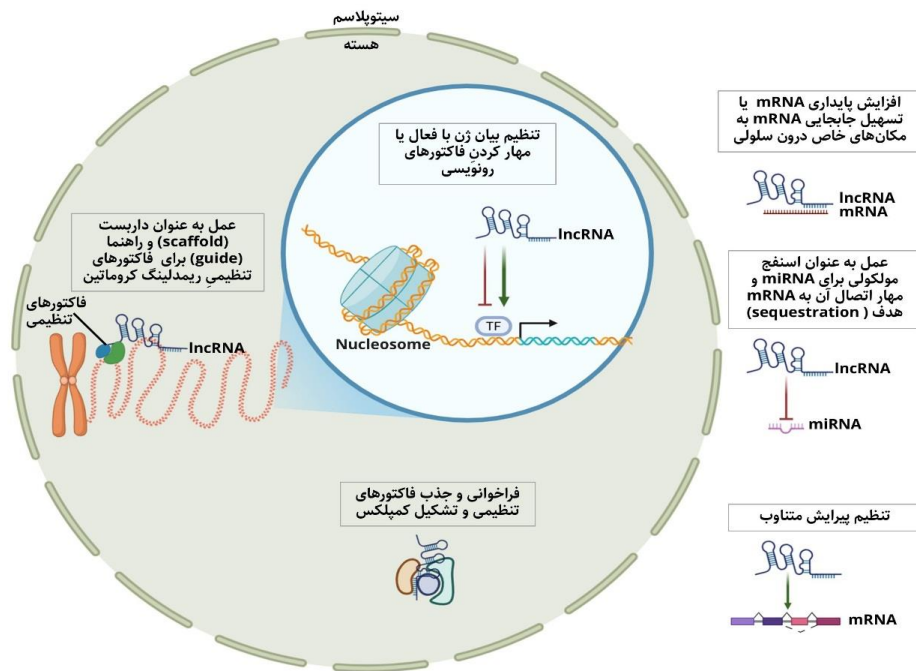 سیتوپلاسم
هسته
تنظیم بیان ژن با فعال یا
مهار کردنِ فاکتورهای
رونویسی
lncRNA
TF
Nucleosome
عمل به عنوان داربست
(scaffold) و راهنما
(guide) برای فاکتورهای
تنظیمیِ ریمدلینگ کروماتین
فاکتورهای
تنظیمی
lncRNA
فراخوانی و جذب فاکتورهای
تنظیمی و تشکیل کمپلکس
افزایش پایداری mRNA یا
تسهیل جابجایی mRNA به
مکان‌های خاص درون سلولی
lncRNA
mRNA
عمل به عنوان اسنفج
مولکولی برای miRNA و
مهار اتصال آن به mRNA
هدف (sequestration)
lncRNA
miRNA
تنظیم پیرایش متناوب
mRNA